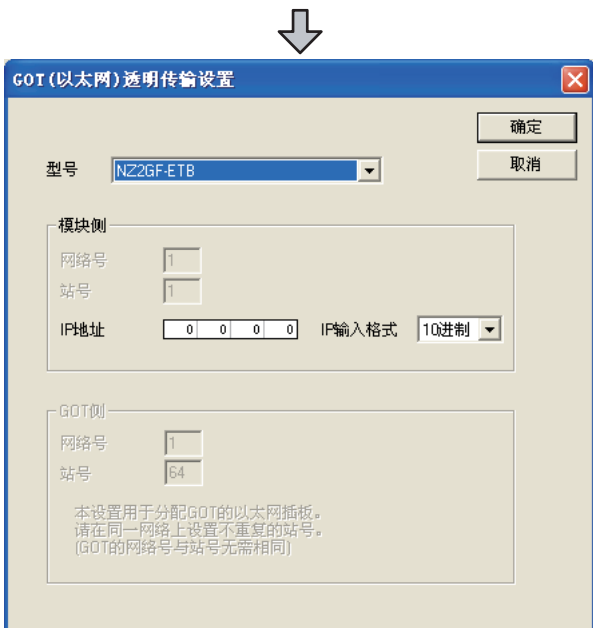 GOT(以太网)透明传输设置
确定
型号 NZ2GF-ETB 取消
模块侧
网络号 1
站号 1
IP地址 0 0 0 0 IP输入格式 10进制
GOT侧
网络号 1
站号 64
本设置用于分配GOT的以太网插板。
请在同一网络上设置不重复的站号。
(GOT的网络号与站号无需相同)